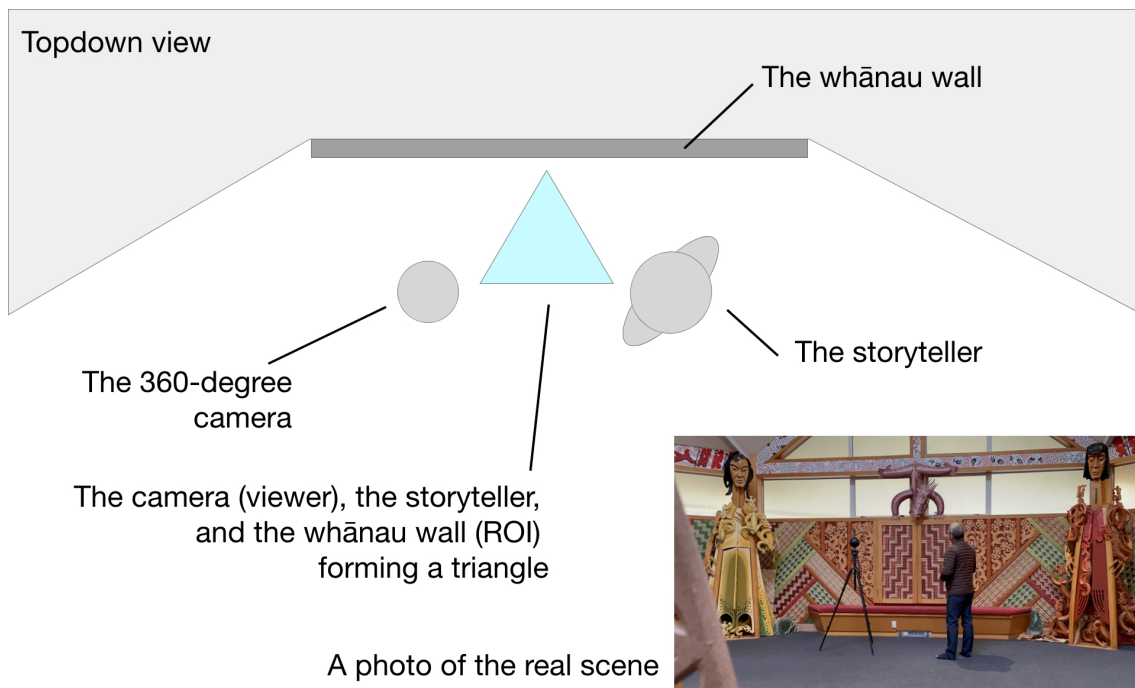 Topdown view
The whānau wall
The storyteller
The 360-degree
camera
The camera (viewer), the storyteller,
and the whānau wall (ROI)
forming a triangle
A photo of the real scene